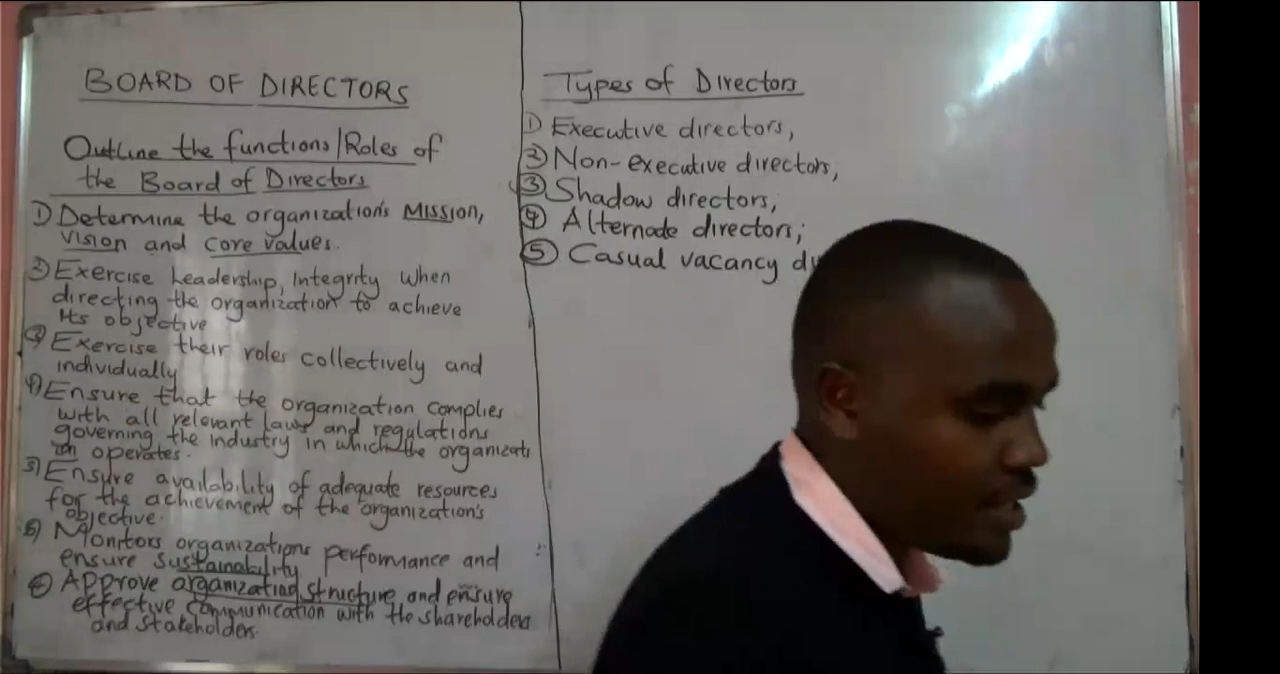 BOARD OF DIRECTORS
Outline the functions/Roles of
the Board of Directors
1) Determine the organization's Mission,
Vision and Core values.
2) Exercise Leadership, Integrity when
directing the organization to achieve
its objective
3) Exercise their roles collectively and
individually
4) Ensure that the organization complies
with all relevant laws and regulations
governing the industry in which the organizati
on operates.
5) Ensure availability of adequate resources
for the achievement of the organization's
objective.
6) Monitors organizations performance and
ensure sustainability
Approve organization structure and ensure
effective communication with the shareholders
and stakeholders.
Types of Directors
① Executive directors,
② Non-executive directors,
③ Shadow directors,
④ Alternate directors;
⑤ Casual vacancy